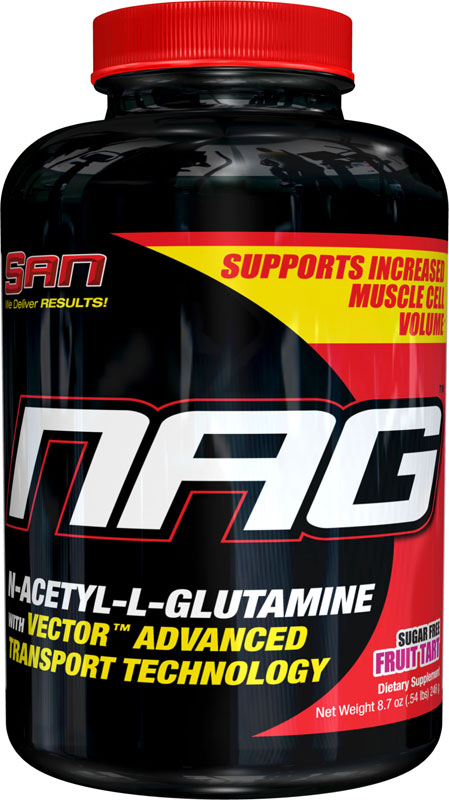 SAN
We Deliver RESULTS!
SUPPORTS INCREASED
MUSCLE CELL
VOLUME
NAG
N-ACETYL-L-GLUTAMINE
WITH VECTOR™ ADVANCED
TRANSPORT TECHNOLOGY
SUGAR FREE
FRUIT TART
Dietary Supplement
Net Weight 8.7 oz (.54 lbs) 246 g